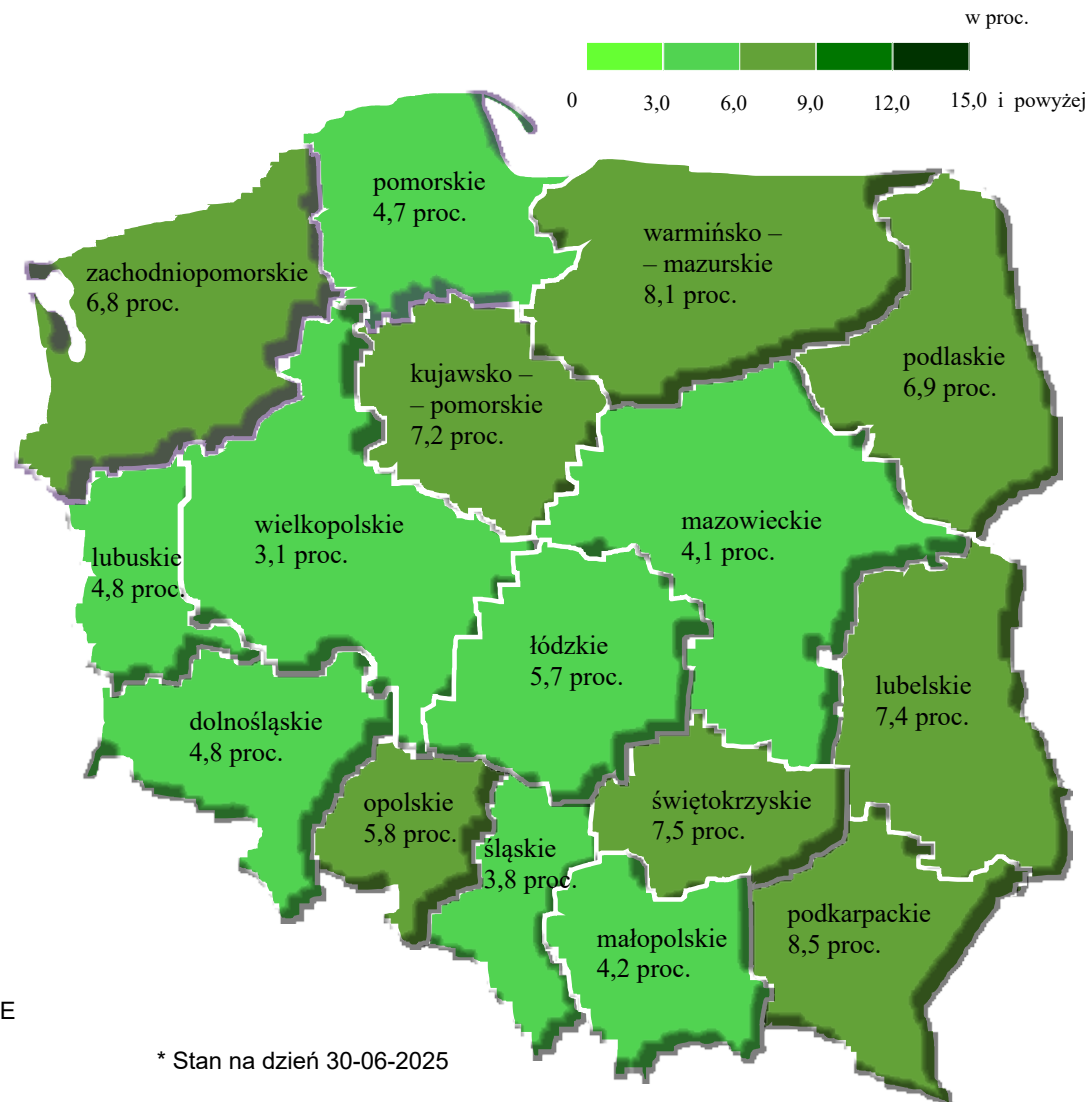 w proc.
0 3,0 6,0 9,0 12,0 15,0 i powyżej
pomorskie
4,7 proc.
warmińsko –
– mazurskie
8,1 proc.
zachodniopomorskie
6,8 proc.
podlaskie
6,9 proc.
kujawsko –
– pomorskie
7,2 proc.
wielkopolskie
3,1 proc.
mazowieckie
4,1 proc.
lubuskie
4,8 proc.
łódzkie
5,7 proc.
lubelskie
7,4 proc.
dolnośląskie
4,8 proc.
opolskie
5,8 proc.
świętokrzyskie
7,5 proc.
śląskie
3,8 proc.
podkarpackie
8,5 proc.
małopolskie
4,2 proc.
E
* Stan na dzień 30-06-2025